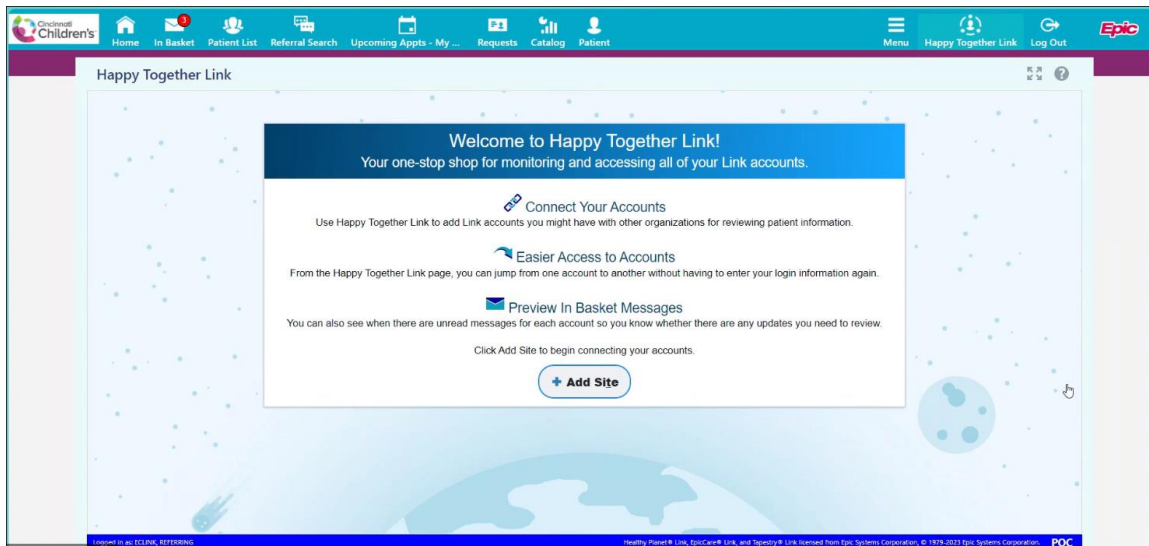 Cincinnati
Children's
Home
In Basket
3
Patient List
Referral Search
Upcoming Appts - My ...
Requests
Catalog
Patient
Menu
Happy Together Link
Log Out
Epic
Happy Together Link
Welcome to Happy Together Link!
Your one-stop shop for monitoring and accessing all of your Link accounts.
Connect Your Accounts
Use Happy Together Link to add Link accounts you might have with other organizations for reviewing patient information.
Easier Access to Accounts
From the Happy Together Link page, you can jump from one account to another without having to enter your login information again.
Preview In Basket Messages
You can also see when there are unread messages for each account so you know whether there are any updates you need to review.
Click Add Site to begin connecting your accounts.
+ Add Site
Logged in as: ECLINK, REFERRING
Healthy Planet® Link, EpicCare® Link, and Tapestry® Link licensed from Epic Systems Corporation, © 1979-2023 Epic Systems Corporation.
POC